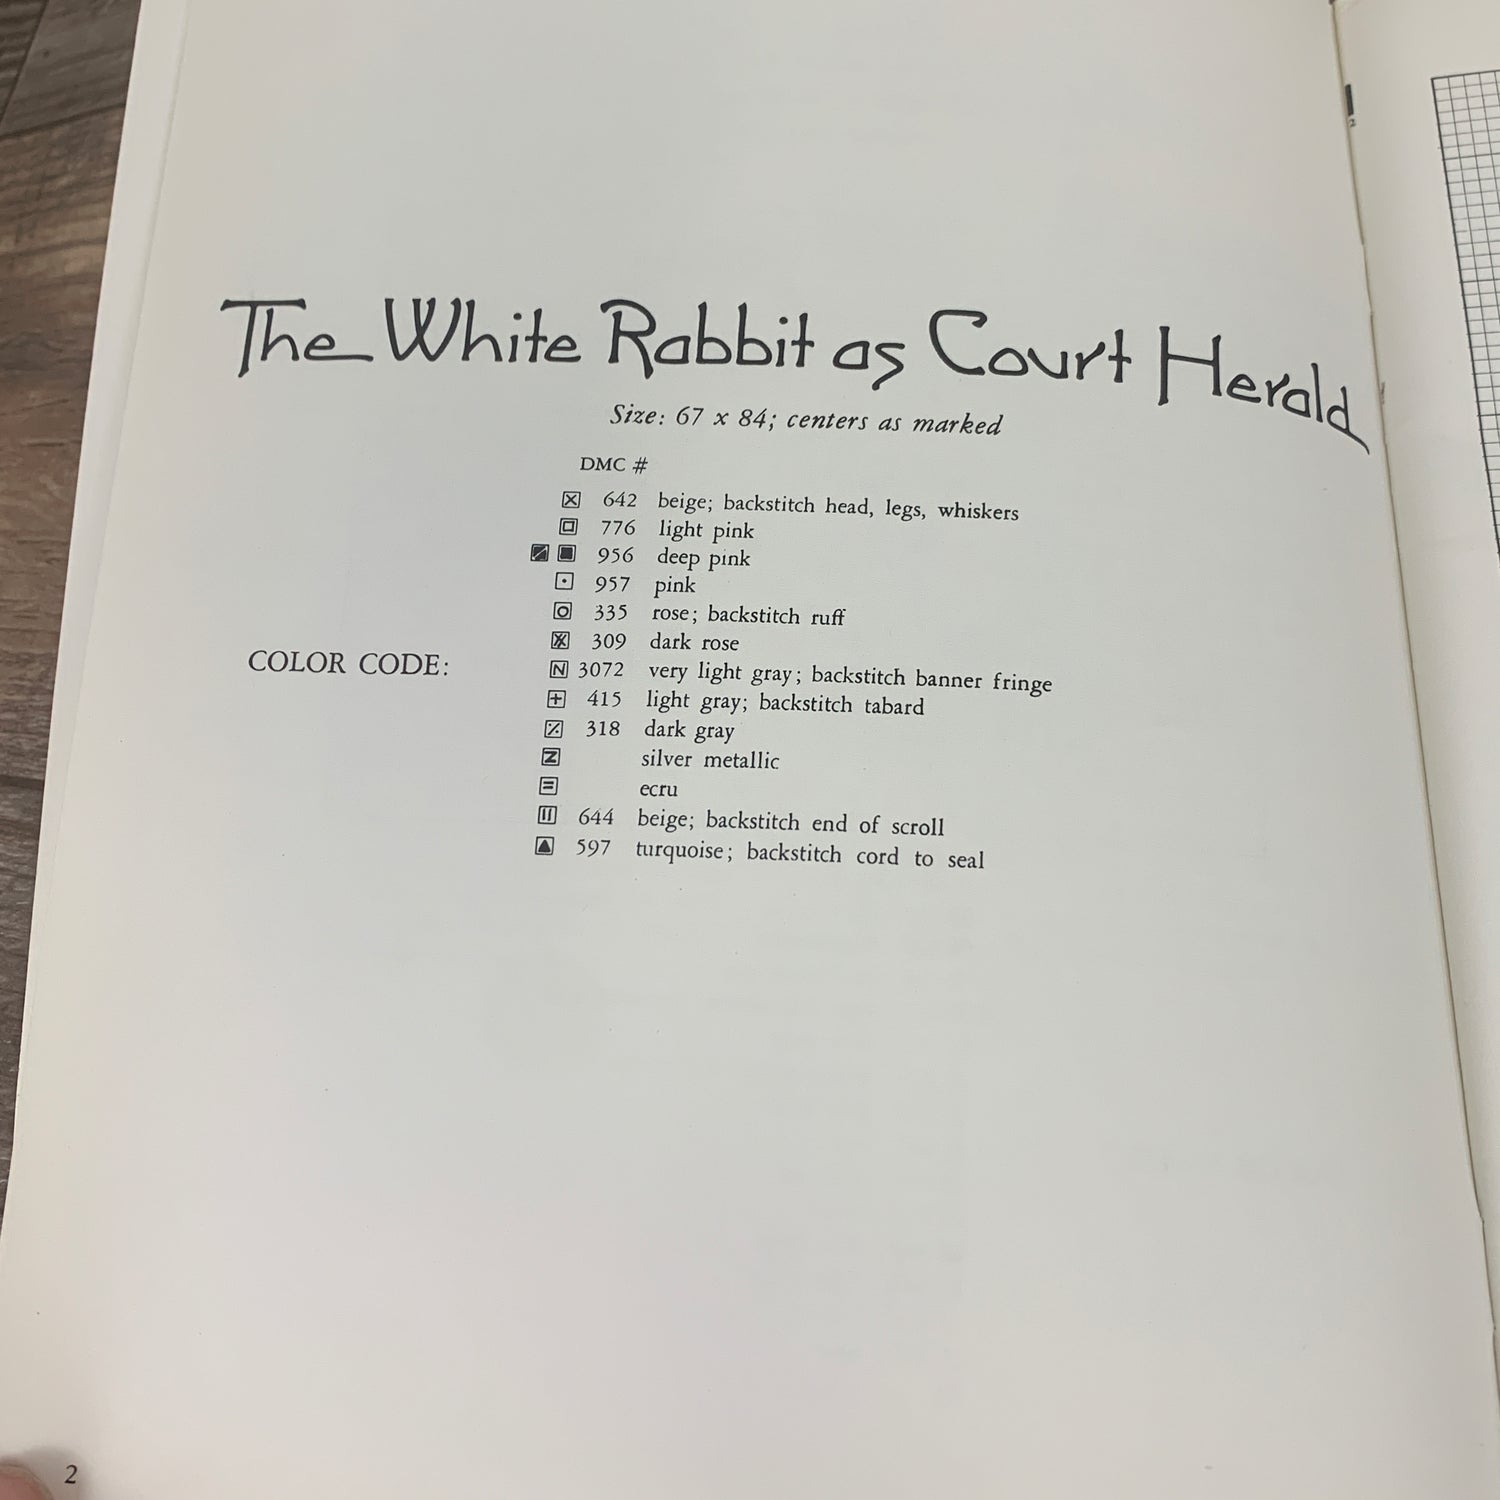 The White Rabbit as Court Herald
Size: 67 x 84; centers as marked
DMC #
642 beige; backstitch head, legs, whiskers
776 light pink
956 deep pink
957 pink
335 rose; backstitch ruff
309 dark rose
COLOR CODE:
N 3072 very light gray; backstitch banner fringe
+ 415 light gray; backstitch tabard
318 dark gray
Z silver metallic
= ecru
644 beige; backstitch end of scroll
597 turquoise; backstitch cord to seal
2